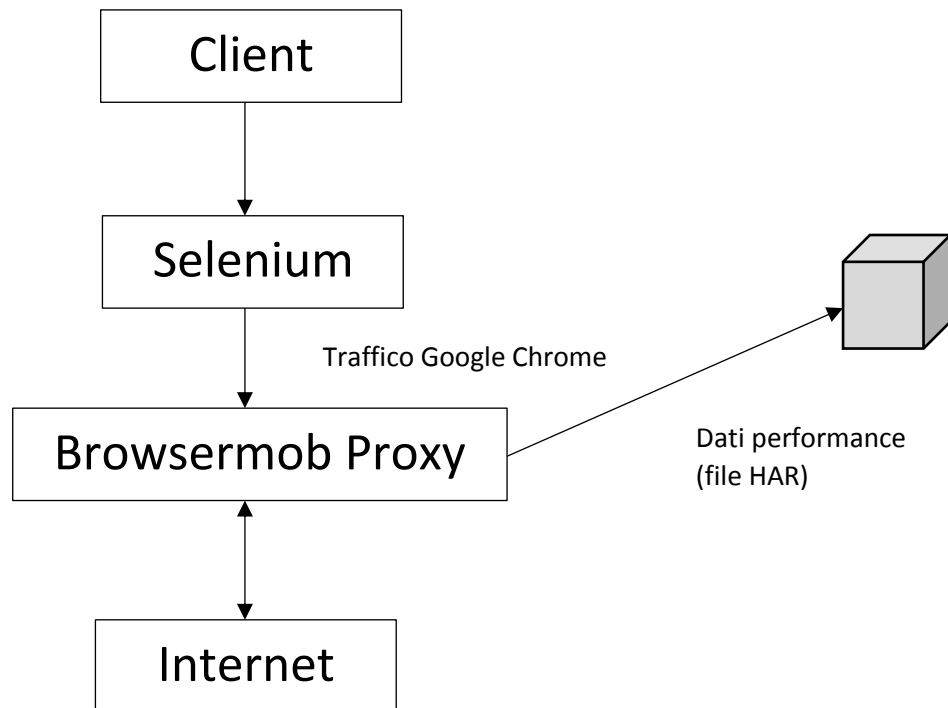 Client
Selenium
Traffico Google Chrome
Browsermob Proxy
Dati performance
(file HAR)
Internet